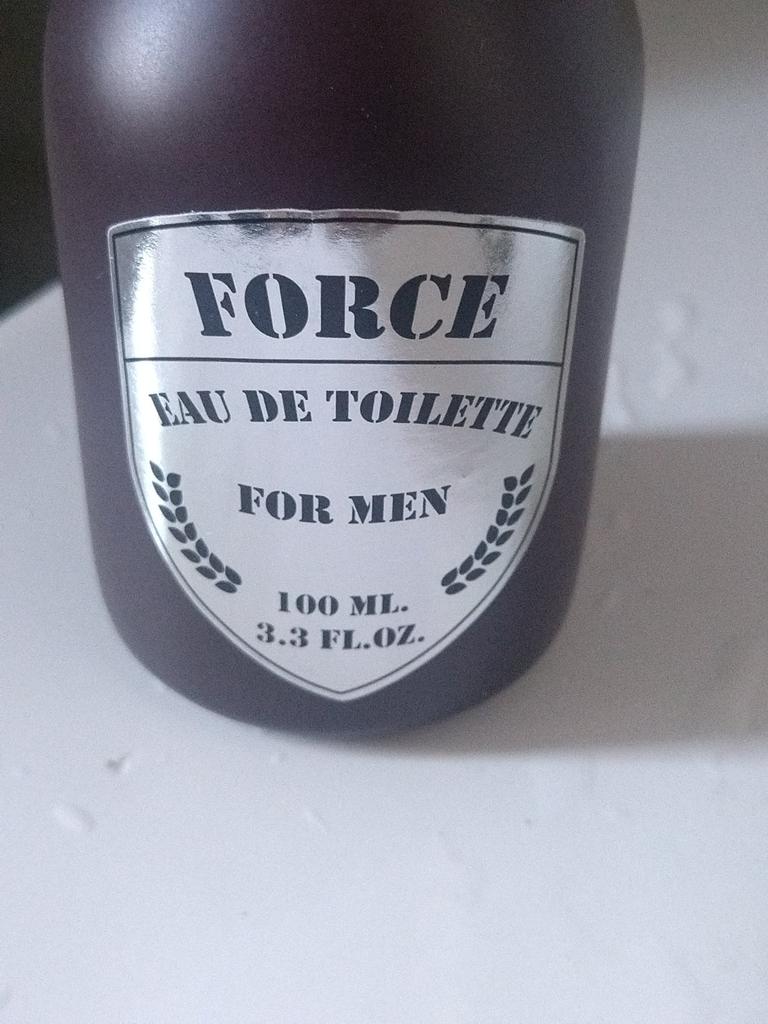 FORCE
EAU DE TOILETTE
FOR MEN
100 ML.
3.3 FL.OZ.